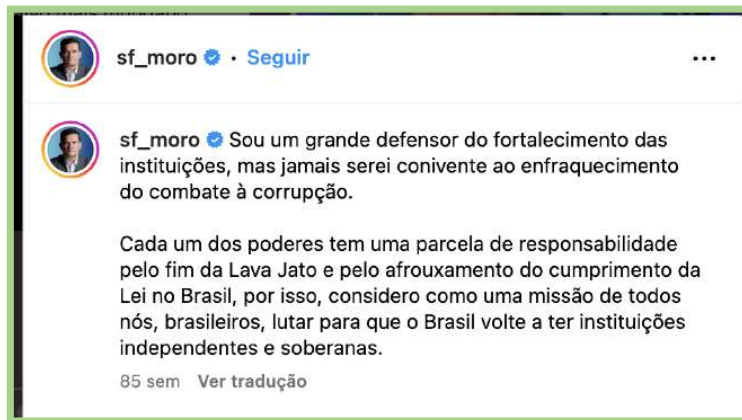 sf_moro • Seguir
sf_moro Sou um grande defensor do fortalecimento das
instituições, mas jamais serei conivente ao enfraquecimento
do combate à corrupção.
Cada um dos poderes tem uma parcela de responsabilidade
pelo fim da Lava Jato e pelo afrouxamento do cumprimento da
Lei no Brasil, por isso, considero como uma missão de todos
nós, brasileiros, lutar para que o Brasil volte a ter instituições
independentes e soberanas.
85 sem Ver tradução